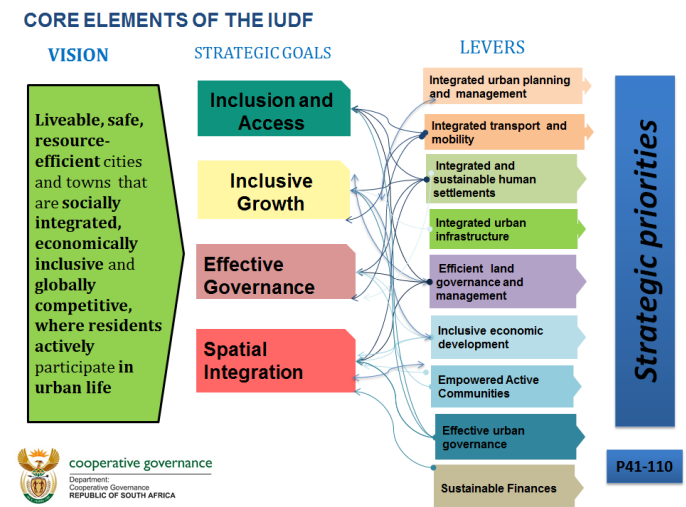 CORE ELEMENTS OF THE IUDF
VISION
STRATEGIC GOALS
LEVERS
Liveable, safe,
resource-
efficient cities
and towns that
are socially
integrated,
economically
inclusive and
globally
competitive,
where residents
actively
participate in
urban life
Inclusion and
Access
Inclusive
Growth
Effective
Governance
Spatial
Integration
Integrated urban planning
and management
Integrated transport and
mobility
Integrated and
sustainable human
settlements
Integrated urban
infrastructure
Efficient land
governance and
management
Inclusive economic
development
Empowered Active
Communities
Effective urban
governance
Sustainable Finances
Strategic priorities
P41-110
cooperative governance
Department:
Cooperative Governance
REPUBLIC OF SOUTH AFRICA